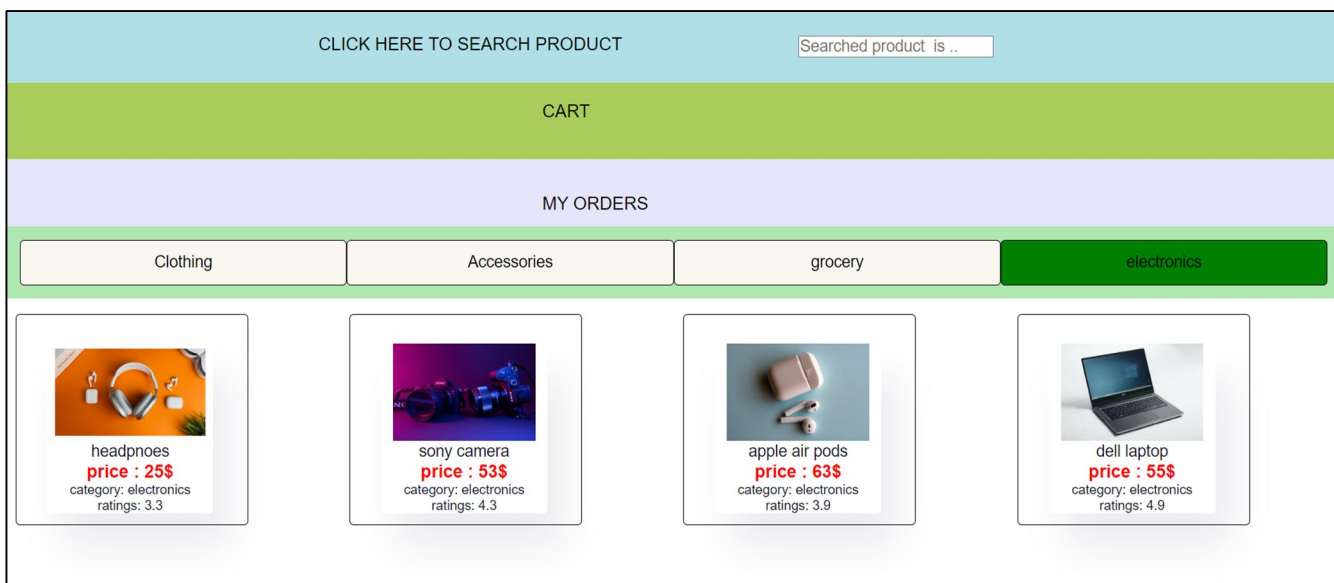 CLICK HERE TO SEARCH PRODUCT
Searched product is ..
CART
MY ORDERS
Clothing
Accessories
grocery
electronics
headpnoes
price : 25$
category: electronics
ratings: 3.3
sony camera
price : 53$
category: electronics
ratings: 4.3
apple air pods
price : 63$
category: electronics
ratings: 3.9
dell laptop
price : 55$
category: electronics
ratings: 4.9